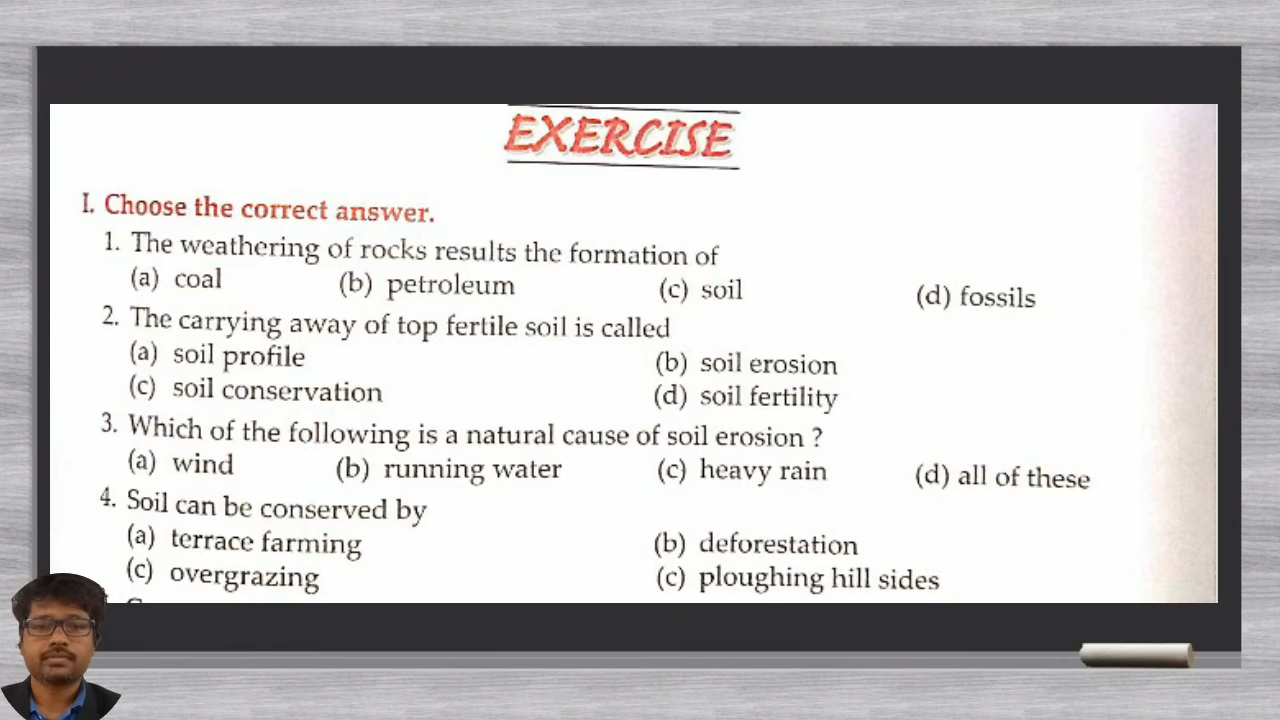 EXERCISE
I. Choose the correct answer.
1. The weathering of rocks results the formation of
(a) coal (b) petroleum (c) soil (d) fossils
2. The carrying away of top fertile soil is called
(a) soil profile (b) soil erosion
(c) soil conservation (d) soil fertility
3. Which of the following is a natural cause of soil erosion ?
(a) wind (b) running water (c) heavy rain (d) all of these
4. Soil can be conserved by
(a) terrace farming (b) deforestation
(c) overgrazing (c) ploughing hill sides